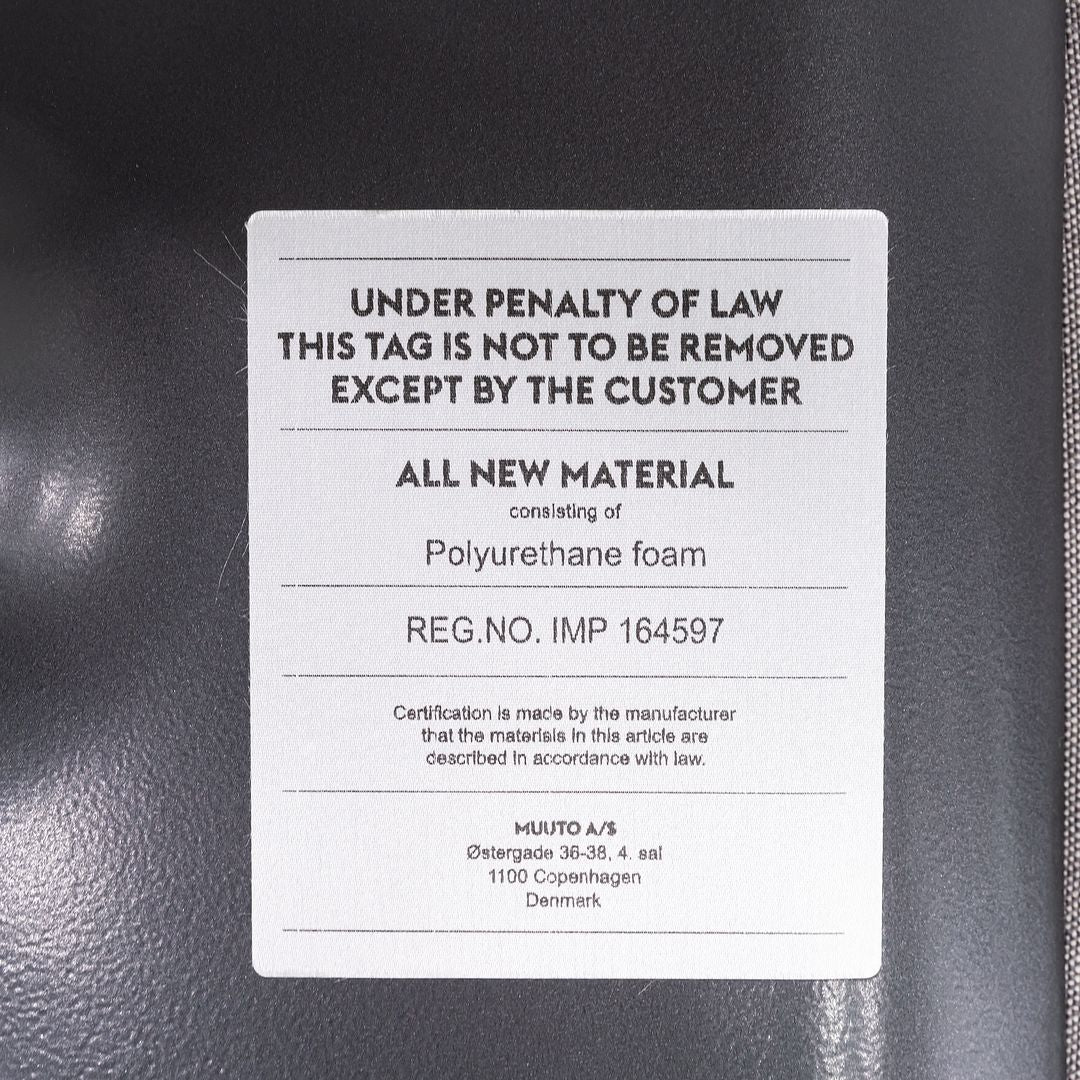 UNDER PENALTY OF LAW
THIS TAG IS NOT TO BE REMOVED
EXCEPT BY THE CUSTOMER
ALL NEW MATERIAL
consisting of
Polyurethane foam
REG.NO. IMP 164597
Certification is made by the manufacturer
that the materials in this article are
described in accordance with law.
MUUTO A/S
Østergade 36-38, 4. sal
1100 Copenhagen
Denmark